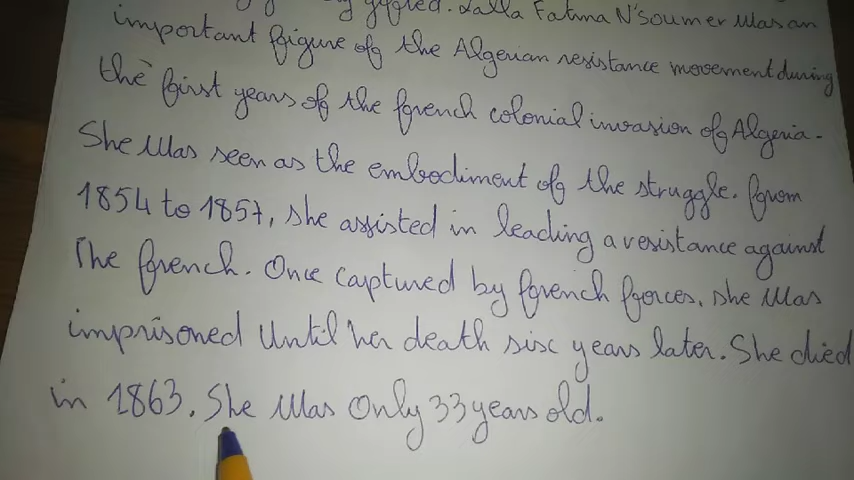 gifted. Lalla Fatma N'soumer Was an
important figure of the Algerian resistance movement during
the first years of the french colonial invasion of Algeria.
She Was seen as the embodiment of the struggle. from
1854 to 1857, she assisted in leading a resistance against
The french. Once captured by french forces, she Was
imprisoned Until her death six years later. She died
in 1863. She Was Only 33 years old.